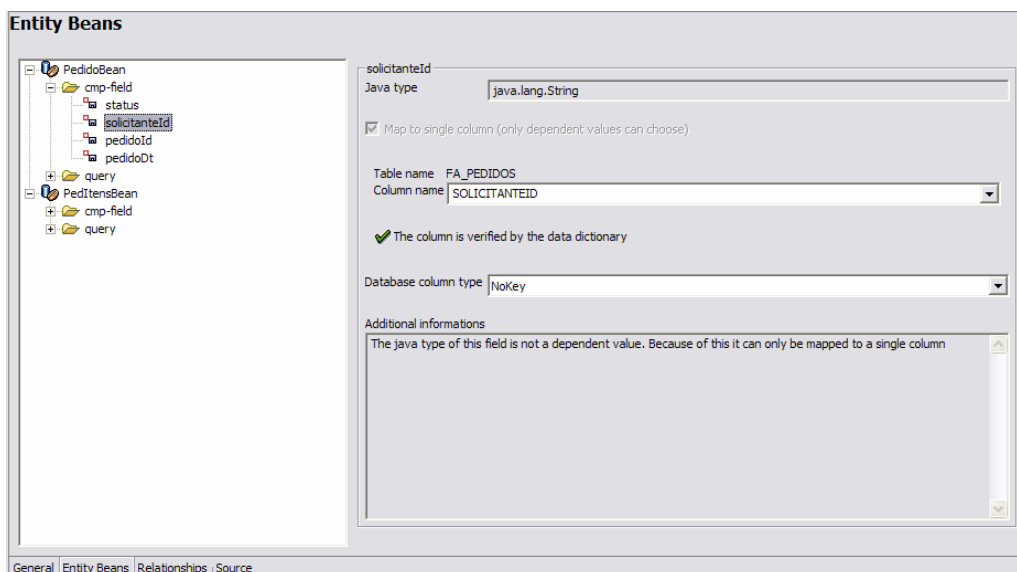 Entity Beans
PedidoBean
cmp-field
status
solicitanteId
pedidoId
pedidoDt
query
PedItensBean
cmp-field
query
solicitanteId
Java type java.lang.String
Map to single column (only dependent values can choose)
Table name FA_PEDIDOS
Column name SOLICITANTEID
The column is verified by the data dictionary
Database column type NoKey
Additional informations
The java type of this field is not a dependent value. Because of this it can only be mapped to a single column
General Entity Beans Relationships Source